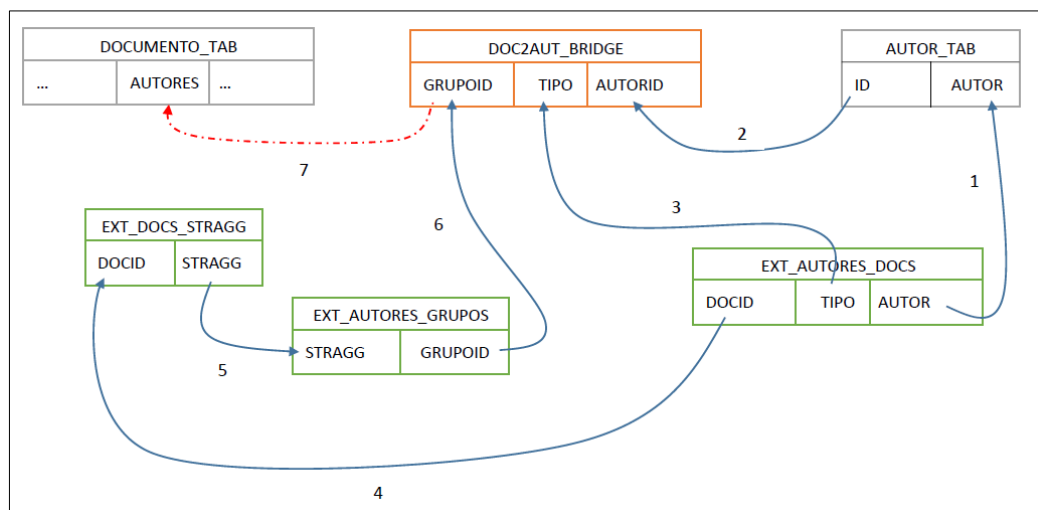 DOCUMENTO_TAB
... AUTORES ...
DOC2AUT_BRIDGE
GRUPOID TIPO AUTORID
AUTOR_TAB
ID AUTOR
7
2
1
6
3
EXT_DOCS_STRAGG
DOCID STRAGG
EXT_AUTORES_DOCS
DOCID TIPO AUTOR
EXT_AUTORES_GRUPOS
STRAGG GRUPOID
5
4